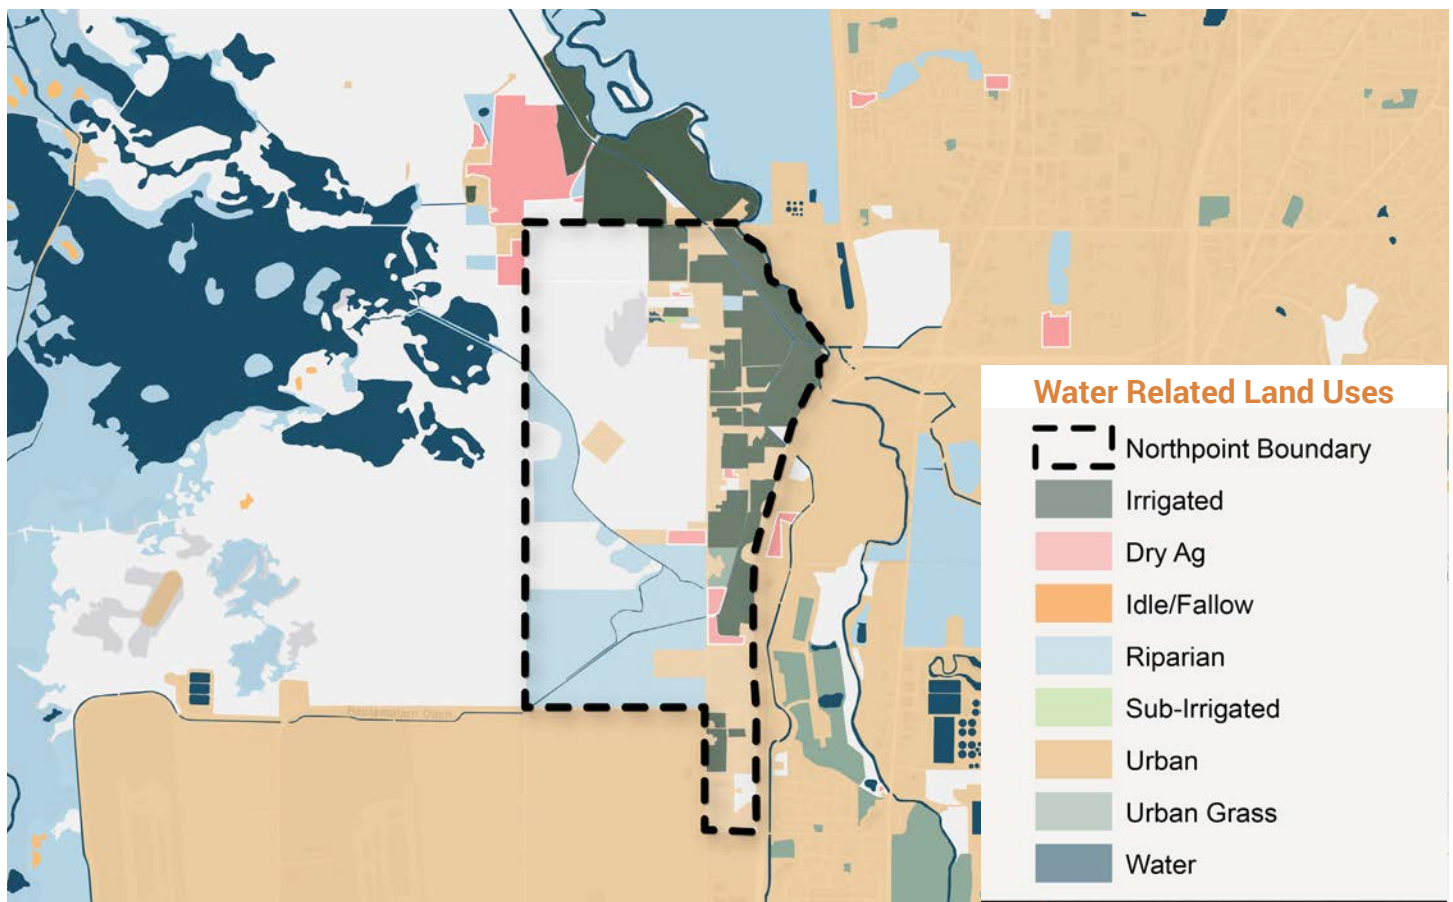 Water Related Land Uses
Northpoint Boundary
Irrigated
Dry Ag
Idle/Fallow
Riparian
Sub-Irrigated
Urban
Urban Grass
Water